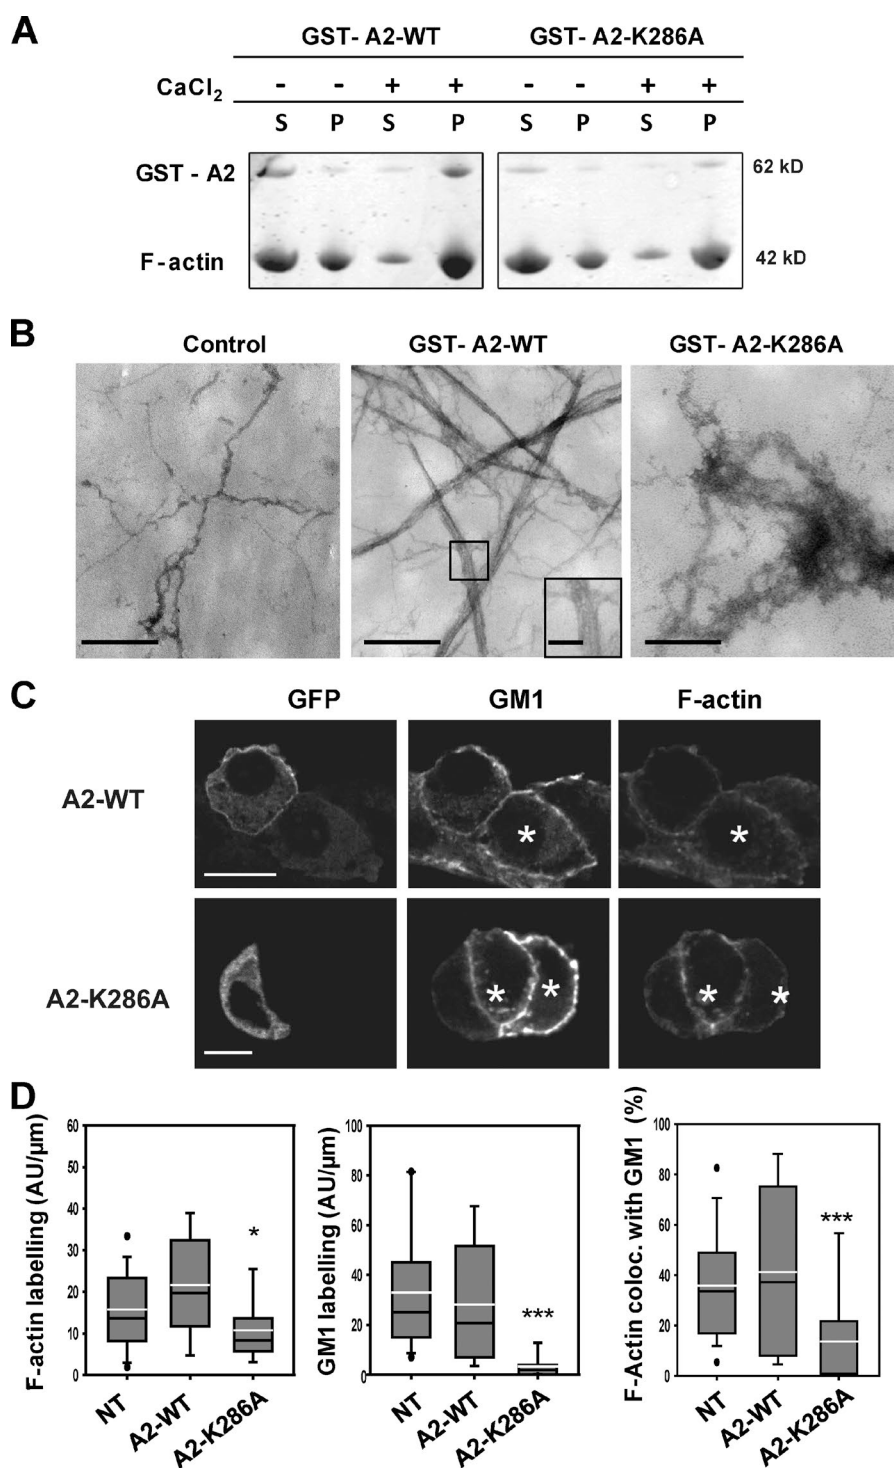 A
GST- A2-WT GST- A2-K286A
CaCl2 - - + + - - + +
S P S P S P S P
GST - A2 62 kD
F-actin 42 kD
B
Control GST- A2-WT GST- A2-K286A
C
GFP GM1 F-actin
A2-WT
* *
A2-K286A
* * * *
D
F-actin labelling (AU/µm)
60
50
40
30
20
10
0
*
NT A2-WT A2-K286A
GM1 labelling (AU/µm)
100
80
60
40
20
0
***
NT A2-WT A2-K286A
F-Actin coloc. with GM1 (%)
100
80
60
40
20
0
***
NT A2-WT A2-K286A